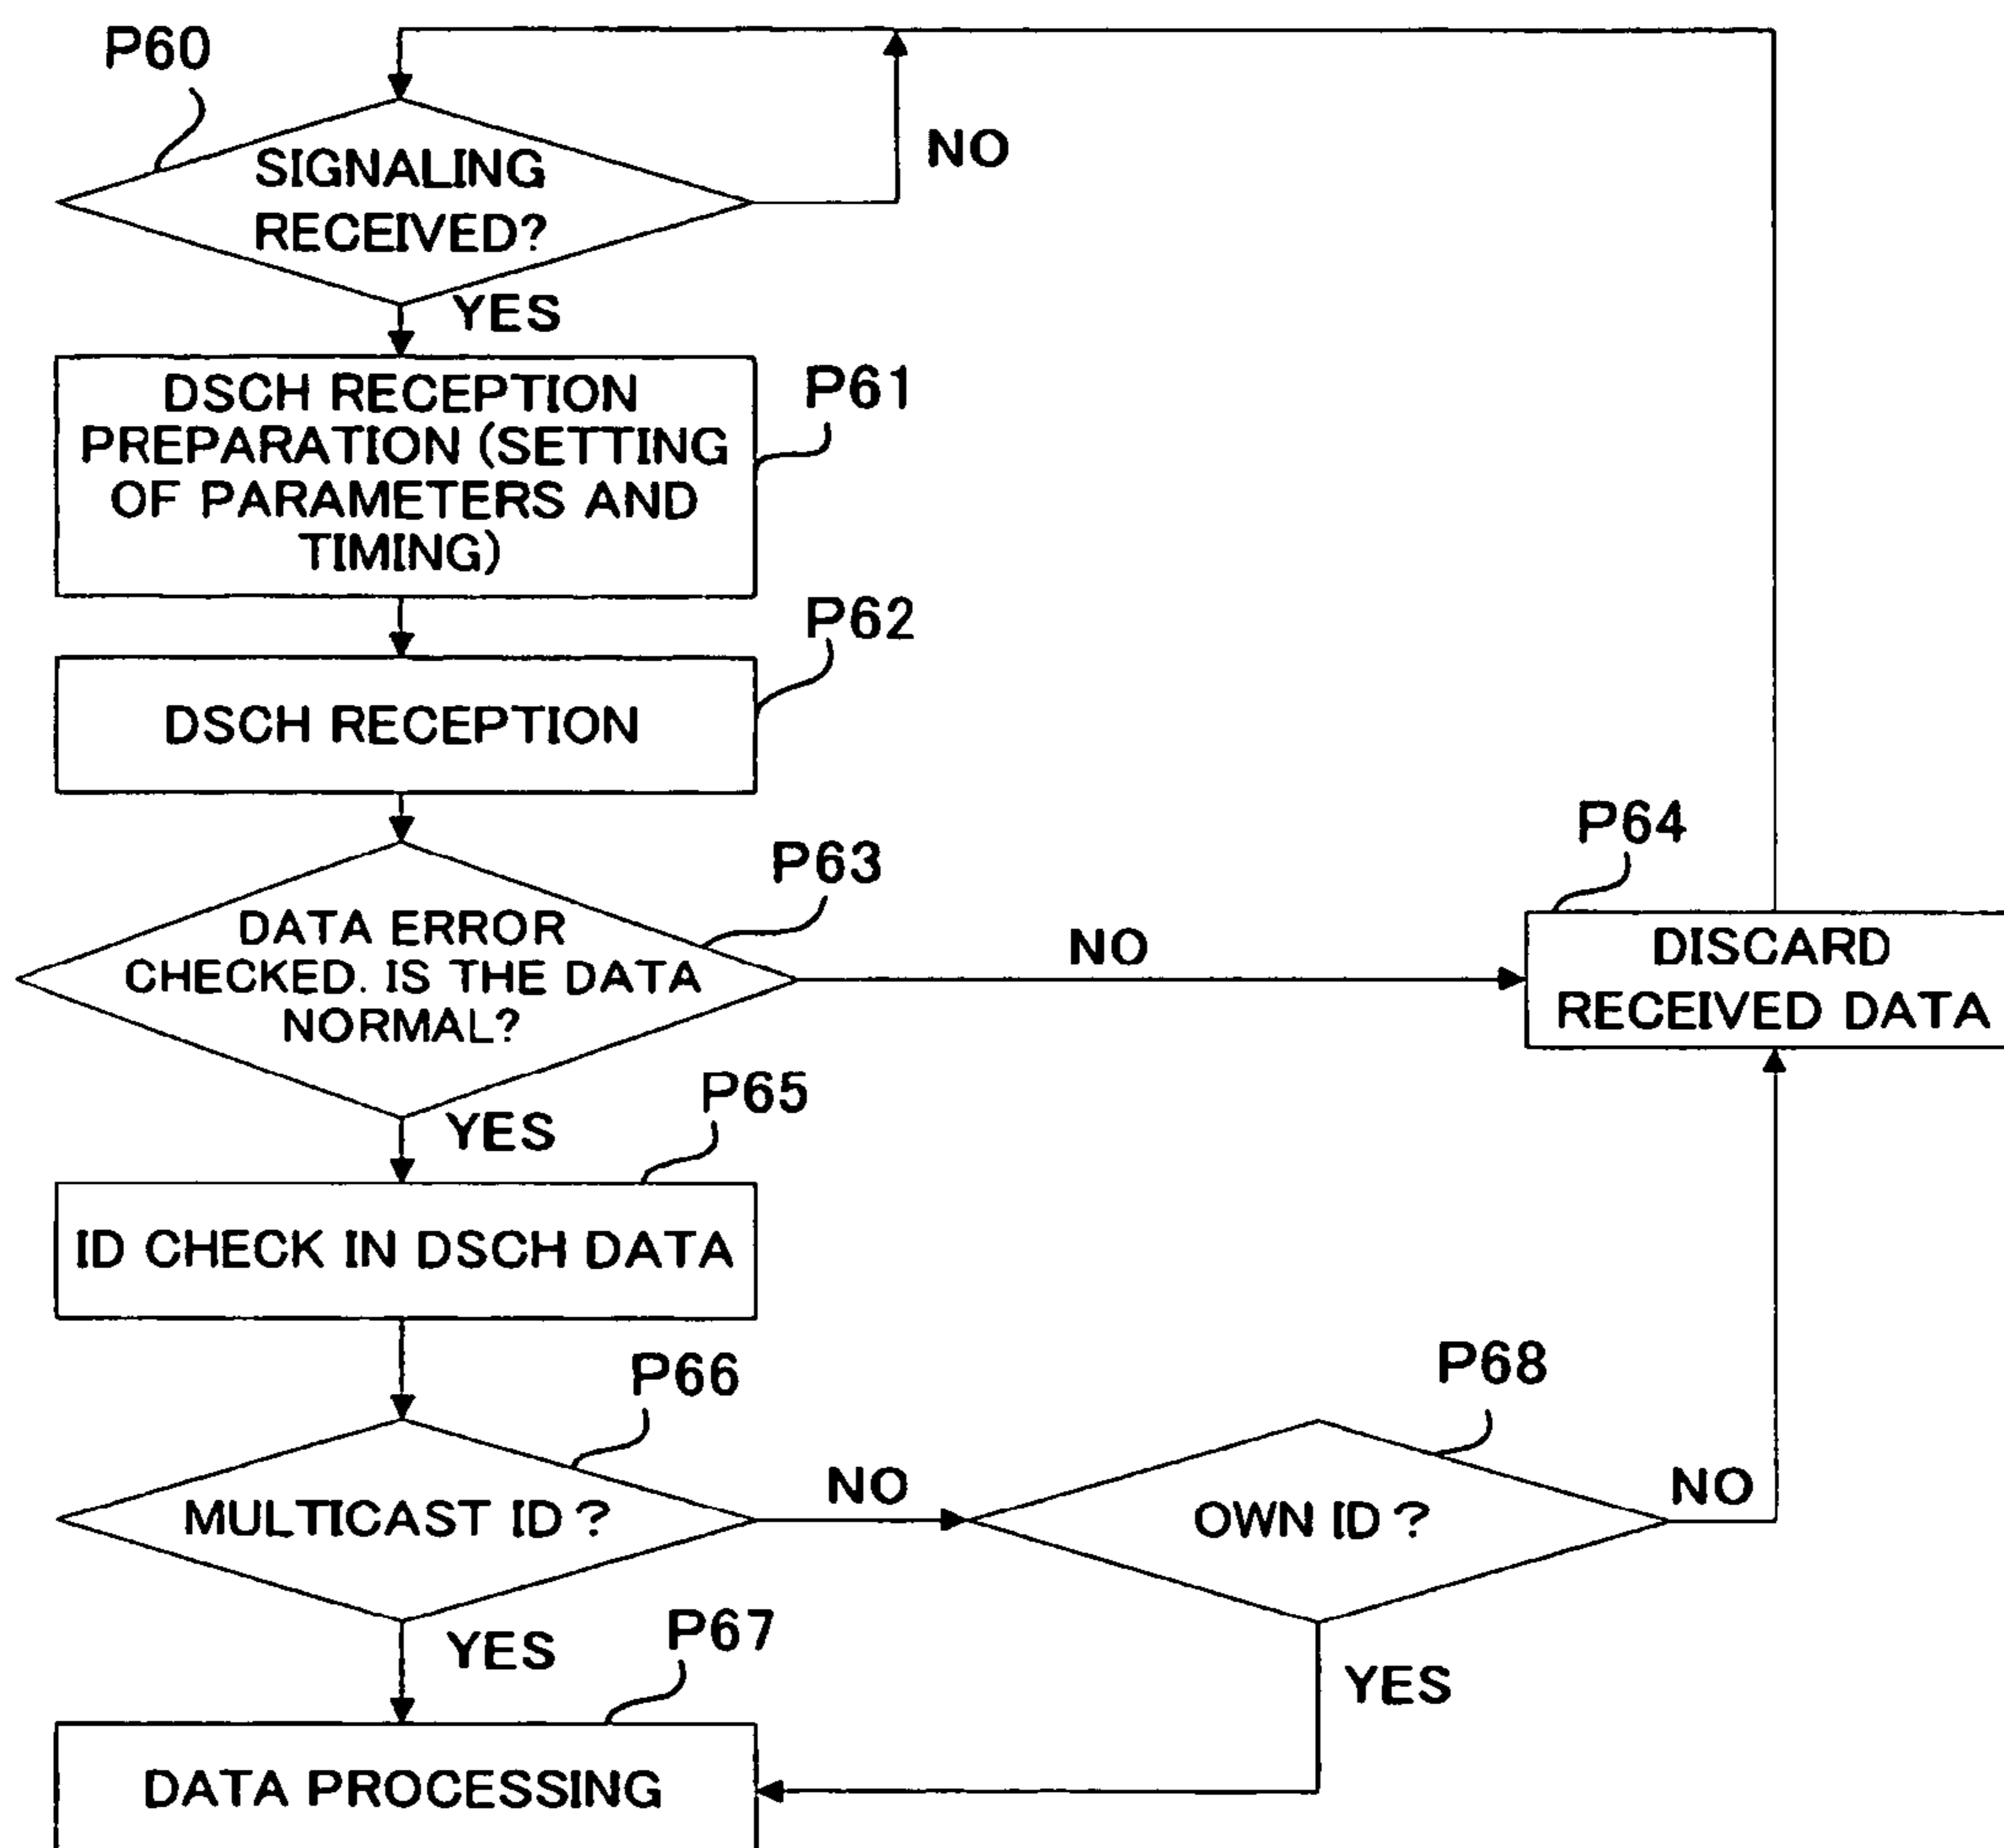 P60
SIGNALING
RECEIVED?
NO
YES
DSCH RECEPTION
PREPARATION (SETTING
OF PARAMETERS AND
TIMING)
P61
P62
DSCH RECEPTION
P63
DATA ERROR
CHECKED. IS THE DATA
NORMAL?
NO
P64
DISCARD
RECEIVED DATA
YES
P65
ID CHECK IN DSCH DATA
P66
MULTICAST ID ?
NO
P68
OWN ID ?
NO
YES
P67
YES
DATA PROCESSING